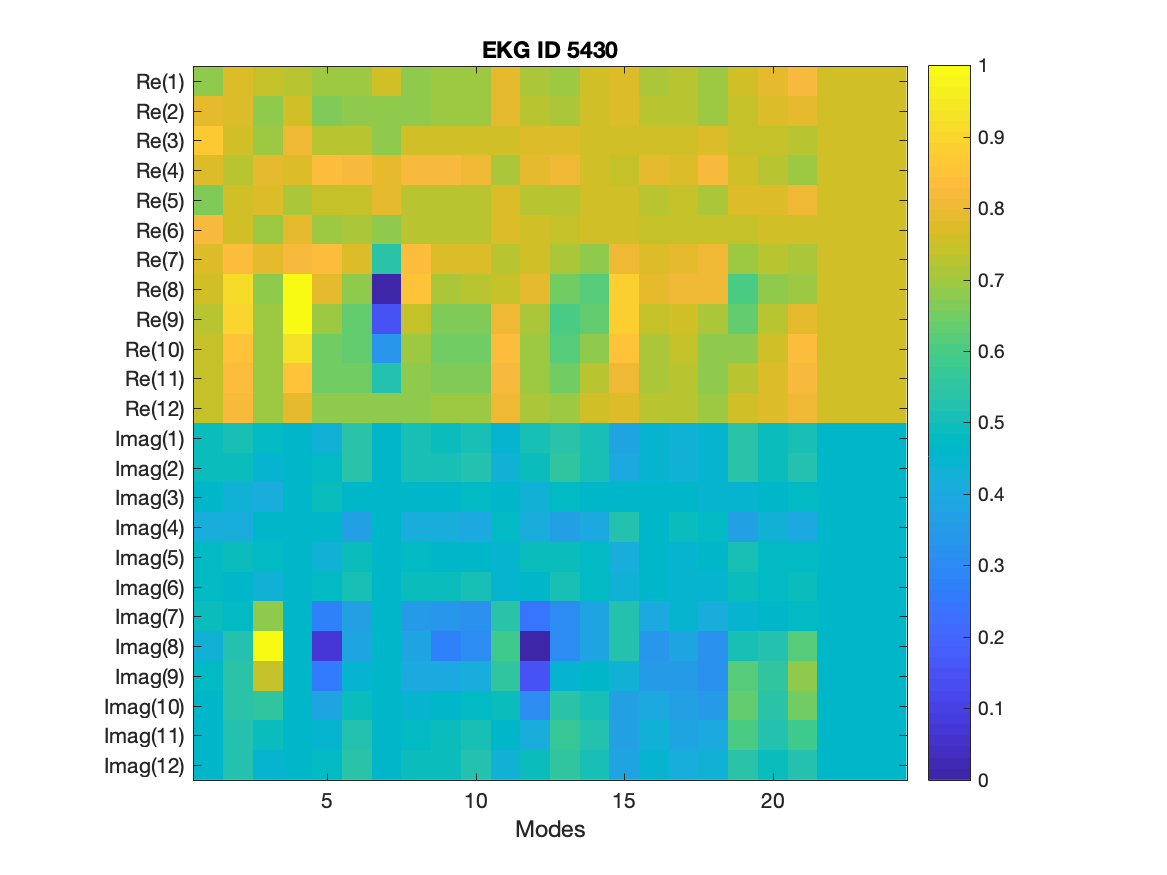 EKG ID 5430
Re(1)
Re(2)
Re(3)
Re(4)
Re(5)
Re(6)
Re(7)
Re(8)
Re(9)
Re(10)
Re(11)
Re(12)
Imag(1)
Imag(2)
Imag(3)
Imag(4)
Imag(5)
Imag(6)
Imag(7)
Imag(8)
Imag(9)
Imag(10)
Imag(11)
Imag(12)
5 10 15 20
Modes
1
0.9
0.8
0.7
0.6
0.5
0.4
0.3
0.2
0.1
0